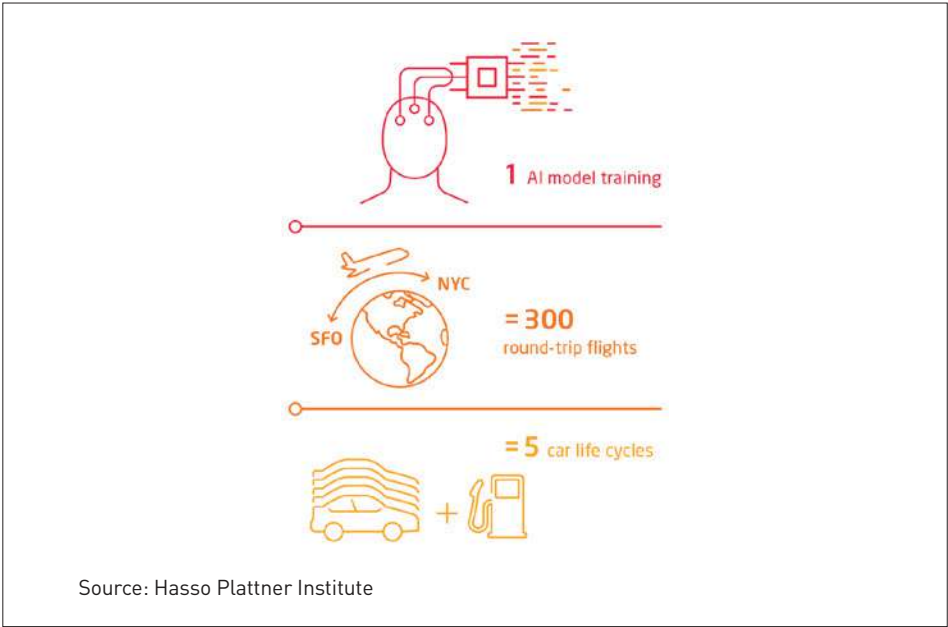 1 AI model training
NYC
SFO
= 300
round-trip flights
= 5 car life cycles
+
Source: Hasso Plattner Institute